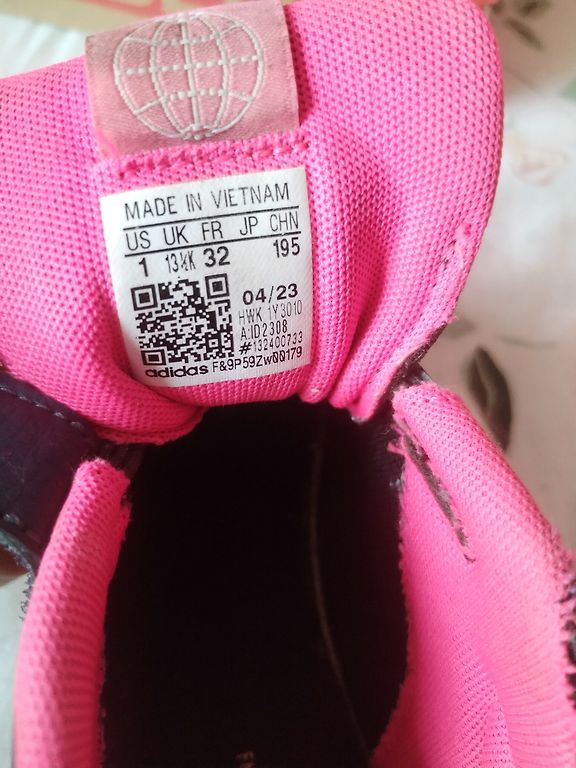 MADE IN VIETNAM
US UK FR JP CHN
1 13½K 32 195
04/23
HWK 1Y3010
A1D2308
#132400733
adidas F&9P59Zw00179